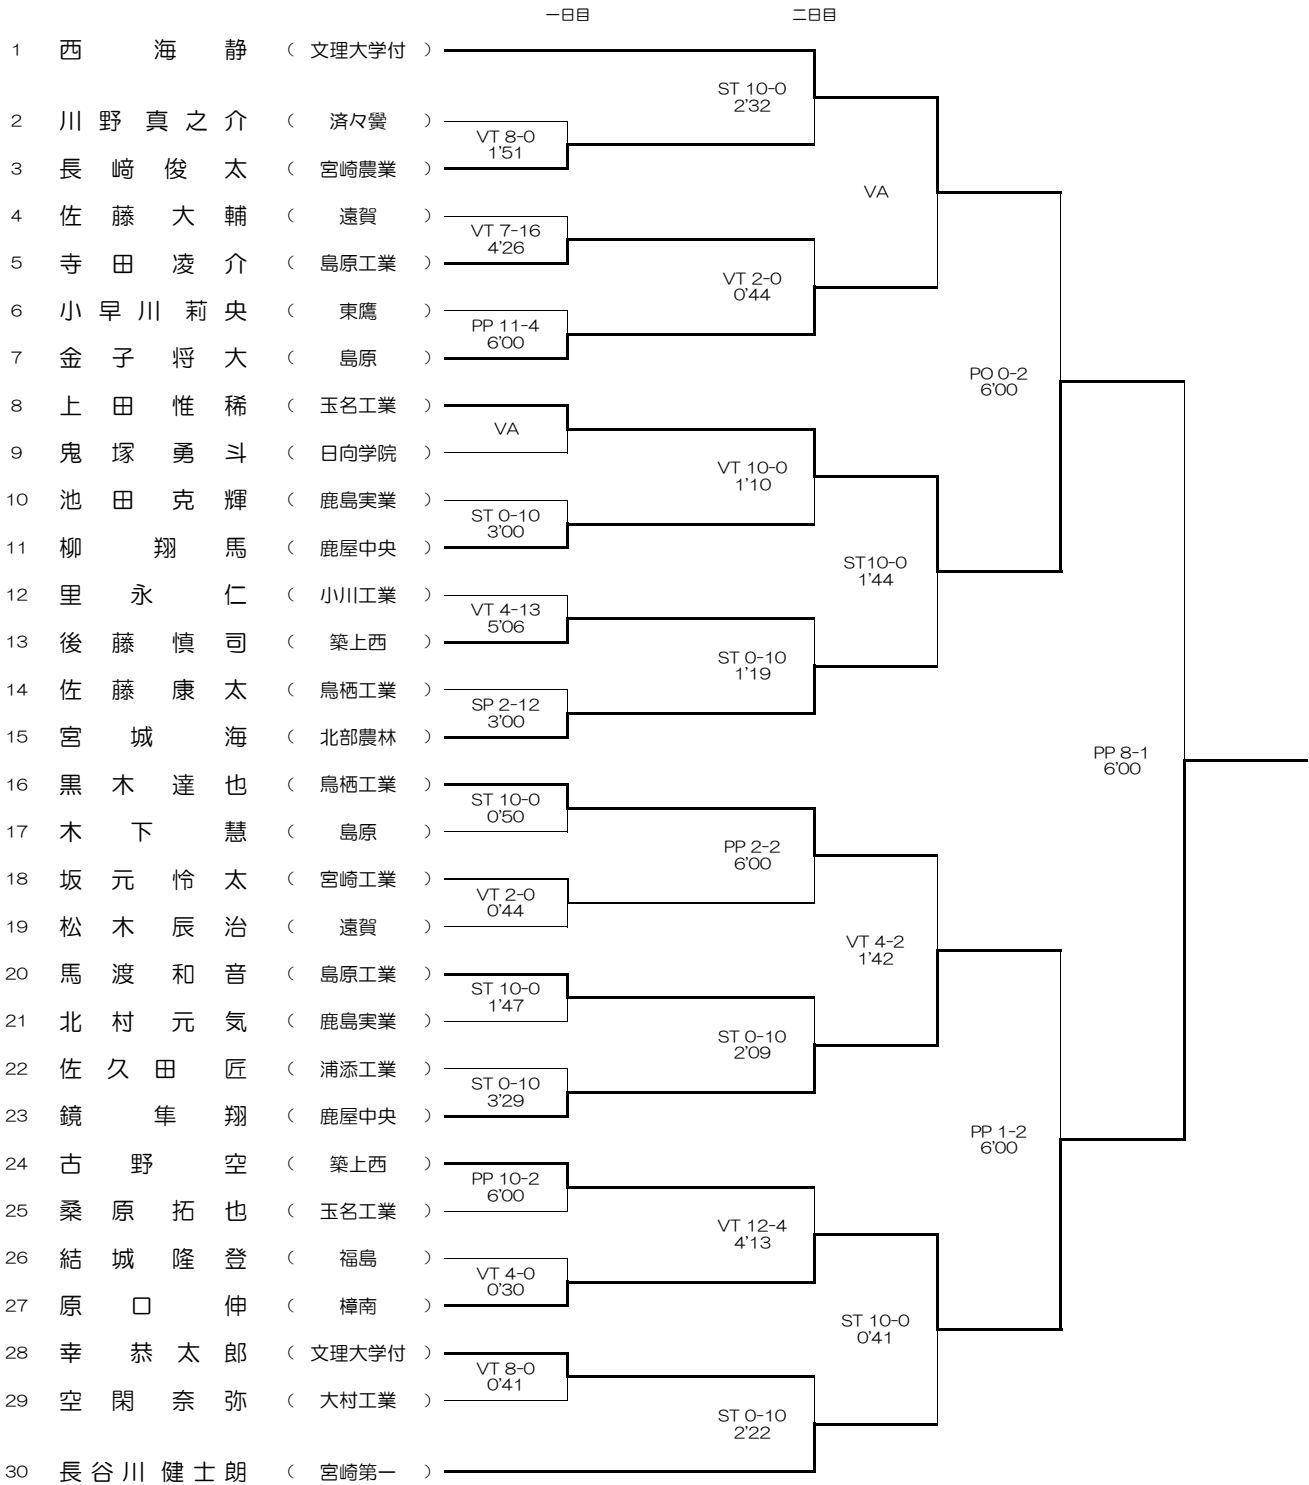 一日目 二日目
1 西 海 静 ( 文理大学付 )
ST 10-0
2'32
2 川 野 真 之 介 ( 済々黌 )
VT 8-0
1'51
3 長 﨑 俊 太 ( 宮崎農業 )
VA
4 佐 藤 大 輔 ( 遠賀 )
VT 7-16
4'26
5 寺 田 凌 介 ( 島原工業 )
VT 2-0
0'44
6 小 早 川 莉 央 ( 東鷹 )
PP 11-4
6'00
7 金 子 将 大 ( 島原 )
PO 0-2
6'00
8 上 田 惟 稀 ( 玉名工業 )
VA
9 鬼 塚 勇 斗 ( 日向学院 )
VT 10-0
1'10
10 池 田 克 輝 ( 鹿島実業 )
ST 0-10
3'00
11 柳 翔 馬 ( 鹿屋中央 )
ST10-0
1'44
12 里 永 仁 ( 小川工業 )
VT 4-13
5'06
13 後 藤 慎 司 ( 築上西 )
ST 0-10
1'19
14 佐 藤 康 太 ( 鳥栖工業 )
SP 2-12
3'00
15 宮 城 海 ( 北部農林 )
PP 8-1
6'00
16 黒 木 達 也 ( 鳥栖工業 )
ST 10-0
0'50
17 木 下 慧 ( 島原 )
PP 2-2
6'00
18 坂 元 怜 太 ( 宮崎工業 )
VT 2-0
0'44
19 松 木 辰 治 ( 遠賀 )
VT 4-2
1'42
20 馬 渡 和 音 ( 島原工業 )
ST 10-0
1'47
21 北 村 元 気 ( 鹿島実業 )
ST 0-10
2'09
22 佐 久 田 匠 ( 浦添工業 )
ST 0-10
3'29
23 鏡 隼 翔 ( 鹿屋中央 )
PP 1-2
6'00
24 古 野 空 ( 築上西 )
PP 10-2
6'00
25 桑 原 拓 也 ( 玉名工業 )
VT 12-4
4'13
26 結 城 隆 登 ( 福島 )
VT 4-0
0'30
27 原 口 伸 ( 樟南 )
ST 10-0
0'41
28 幸 恭 太 郎 ( 文理大学付 )
VT 8-0
0'41
29 空 閑 奈 弥 ( 大村工業 )
ST 0-10
2'22
30 長 谷 川 健 士 朗 ( 宮崎第一 )